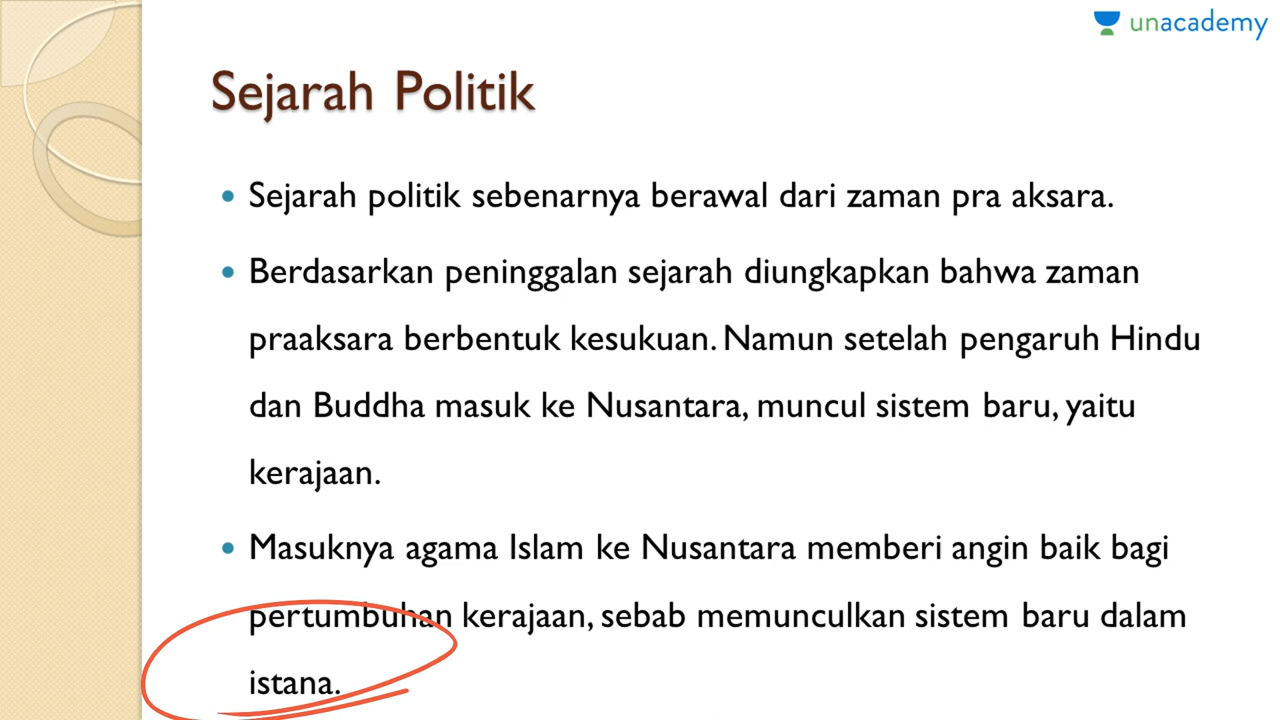 unacademy
Sejarah Politik
• Sejarah politik sebenarnya berawal dari zaman pra aksara.
• Berdasarkan peninggalan sejarah diungkapkan bahwa zaman
praaksara berbentuk kesukuan. Namun setelah pengaruh Hindu
dan Buddha masuk ke Nusantara, muncul sistem baru, yaitu
kerajaan.
• Masuknya agama Islam ke Nusantara memberi angin baik bagi
pertumbuhan kerajaan, sebab memunculkan sistem baru dalam
istana.